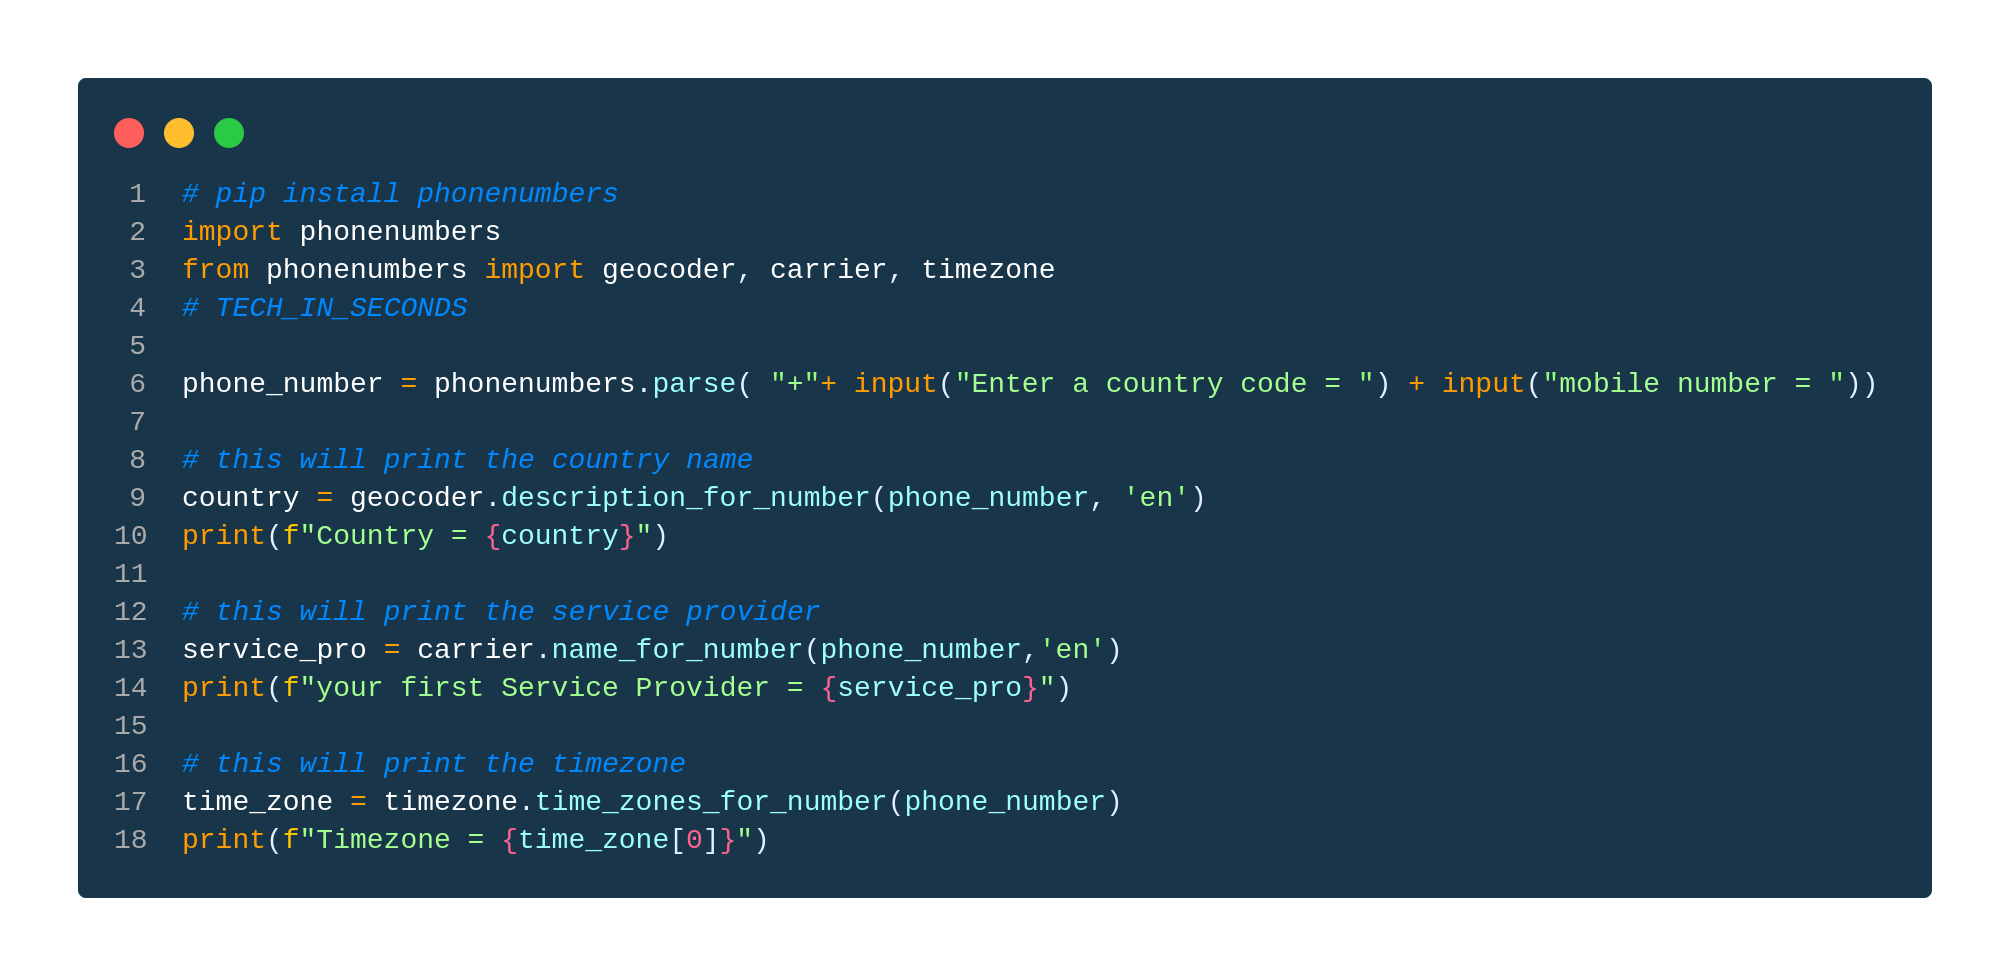 1 # pip install phonenumbers
2 import phonenumbers
3 from phonenumbers import geocoder, carrier, timezone
4 # TECH_IN_SECONDS
5
6 phone_number = phonenumbers.parse( "+"+ input("Enter a country code = ") + input("mobile number = "))
7
8 # this will print the country name
9 country = geocoder.description_for_number(phone_number, 'en')
10 print(f"Country = {country}")
11
12 # this will print the service provider
13 service_pro = carrier.name_for_number(phone_number,'en')
14 print(f"your first Service Provider = {service_pro}")
15
16 # this will print the timezone
17 time_zone = timezone.time_zones_for_number(phone_number)
18 print(f"Timezone = {time_zone[0]}")